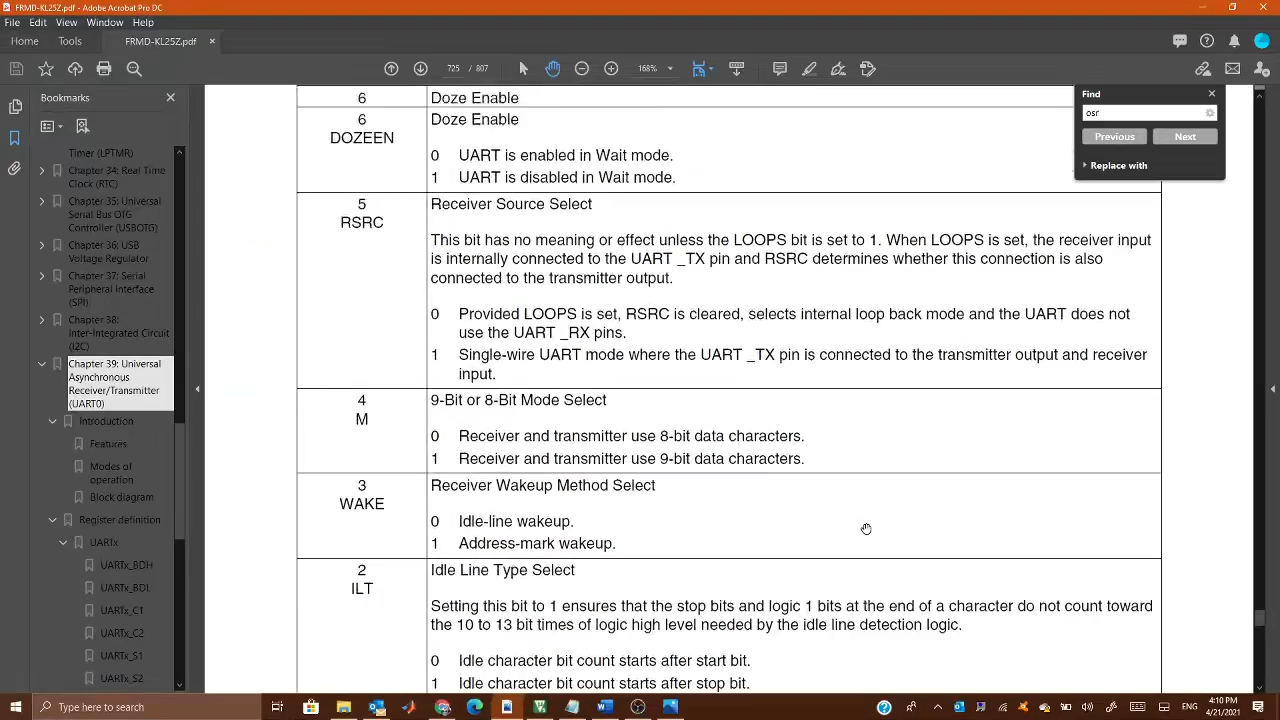 FRMD-KL25Z.pdf - Adobe Acrobat Pro DC
File Edit View Window Help
Home Tools FRMD-KL25Z.pdf ×
725 / 807 168%
Bookmarks
Timer (LPTMR)
Chapter 34: Real Time
Clock (RTC)
Chapter 35: Universal
Serial Bus OTG
Controller (USBOTG)
Chapter 36: USB
Voltage Regulator
Chapter 37: Serial
Peripheral Interface
(SPI)
Chapter 38:
Inter-Integrated Circuit
(I2C)
Chapter 39: Universal
Asynchronous
Receiver/Transmitter
(UART0)
Introduction
Features
Modes of
operation
Block diagram
Register definition
UARTx
UARTx_BDH
UARTx_BDL
UARTx_C1
UARTx_C2
UARTx_S1
UARTx_S2
6 Doze Enable
6 Doze Enable
DOZEEN
0 UART is enabled in Wait mode.
1 UART is disabled in Wait mode.
5 Receiver Source Select
RSRC
This bit has no meaning or effect unless the LOOPS bit is set to 1. When LOOPS is set, the receiver input
is internally connected to the UART _TX pin and RSRC determines whether this connection is also
connected to the transmitter output.
0 Provided LOOPS is set, RSRC is cleared, selects internal loop back mode and the UART does not
use the UART _RX pins.
1 Single-wire UART mode where the UART _TX pin is connected to the transmitter output and receiver
input.
4 9-Bit or 8-Bit Mode Select
M
0 Receiver and transmitter use 8-bit data characters.
1 Receiver and transmitter use 9-bit data characters.
3 Receiver Wakeup Method Select
WAKE
0 Idle-line wakeup.
1 Address-mark wakeup.
2 Idle Line Type Select
ILT
Setting this bit to 1 ensures that the stop bits and logic 1 bits at the end of a character do not count toward
the 10 to 13 bit times of logic high level needed by the idle line detection logic.
0 Idle character bit count starts after start bit.
1 Idle character bit count starts after stop bit.
Find
osr
Previous Next
Replace with
Type here to search
4:10 PM
4/21/2021